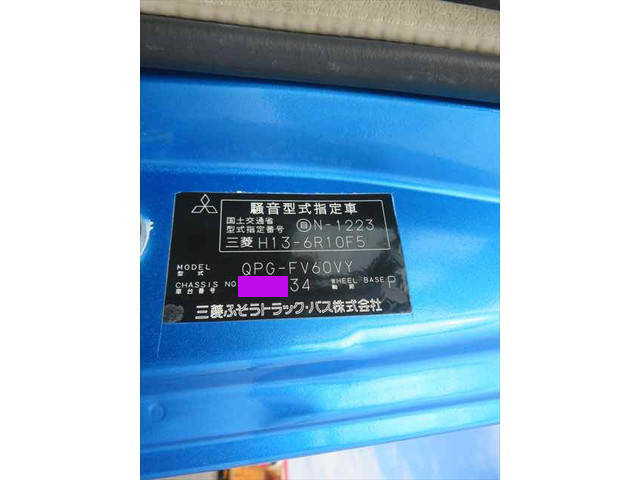 騒音型式指定車
国土交通省
型式指定番号 自N-1223
三菱 H13-6R10F5
MODEL
型式 QPG-FV60VY
CHASSIS NO 34 WHEEL BASE P
車台番号 軸距
三菱ふそうトラック・バス株式会社